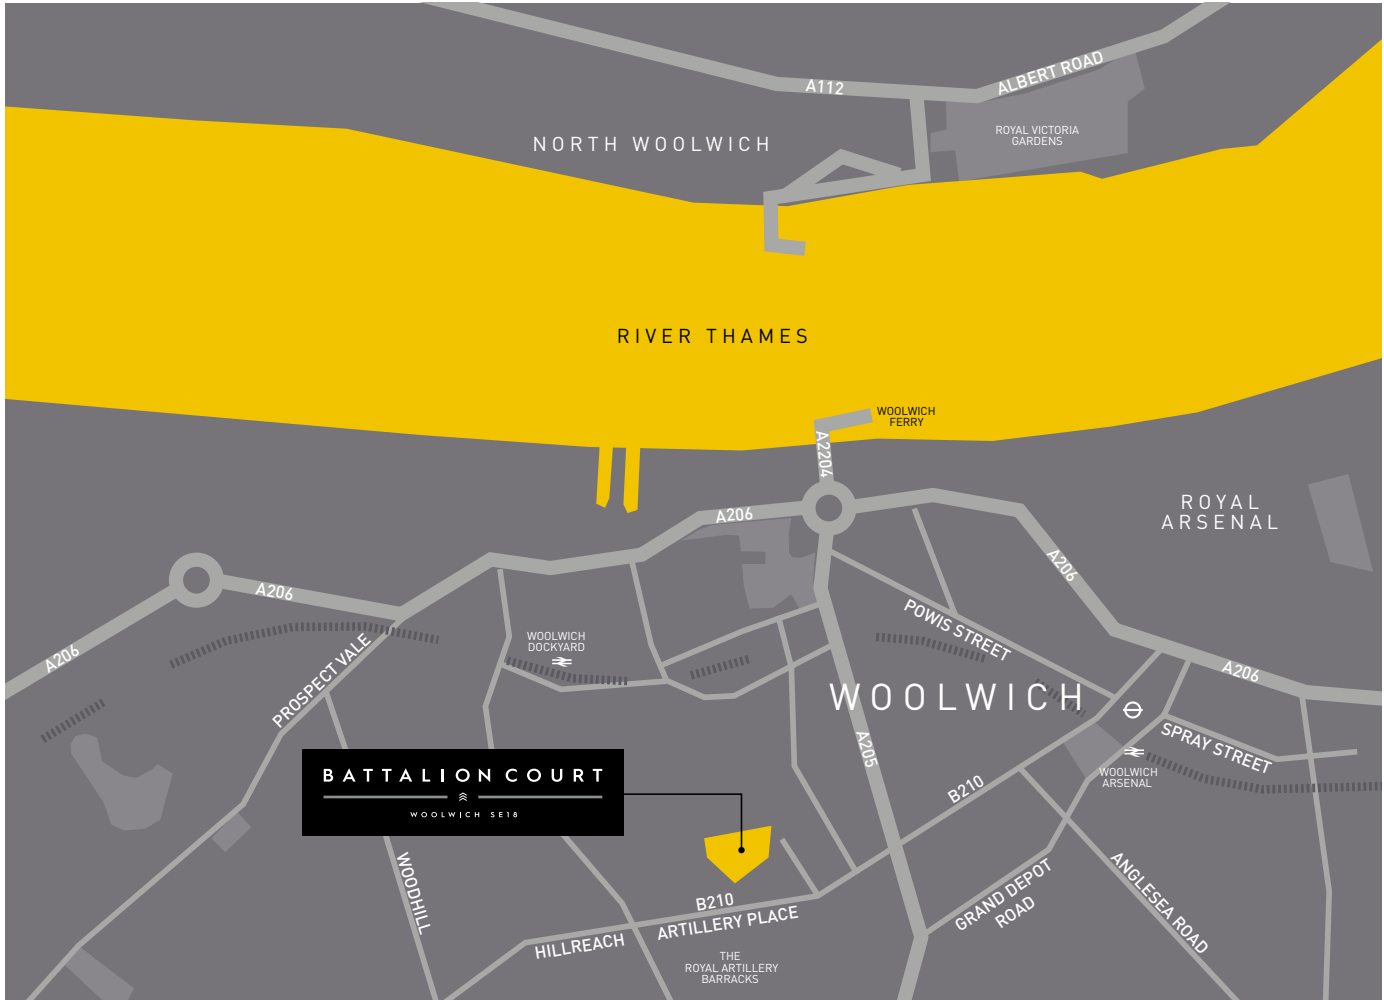 A112
ALBERT ROAD
NORTH WOOLWICH
ROYAL VICTORIA
GARDENS
RIVER THAMES
WOOLWICH
FERRY
A2204
ROYAL
ARSENAL
A206
A206
A206
A206
A206
POWIS STREET
WOOLWICH
DOCKYARD
PROSPECT VALE
WOOLWICH
SPRAY STREET
A205
WOOLWICH
ARSENAL
B210
BATTALION COURT
WOOLWICH SE18
WOODHILL
B210
ARTILLERY PLACE
HILLREACH
GRAND DEPOT
ROAD
ANGLESEA ROAD
THE
ROYAL ARTILLERY
BARRACKS